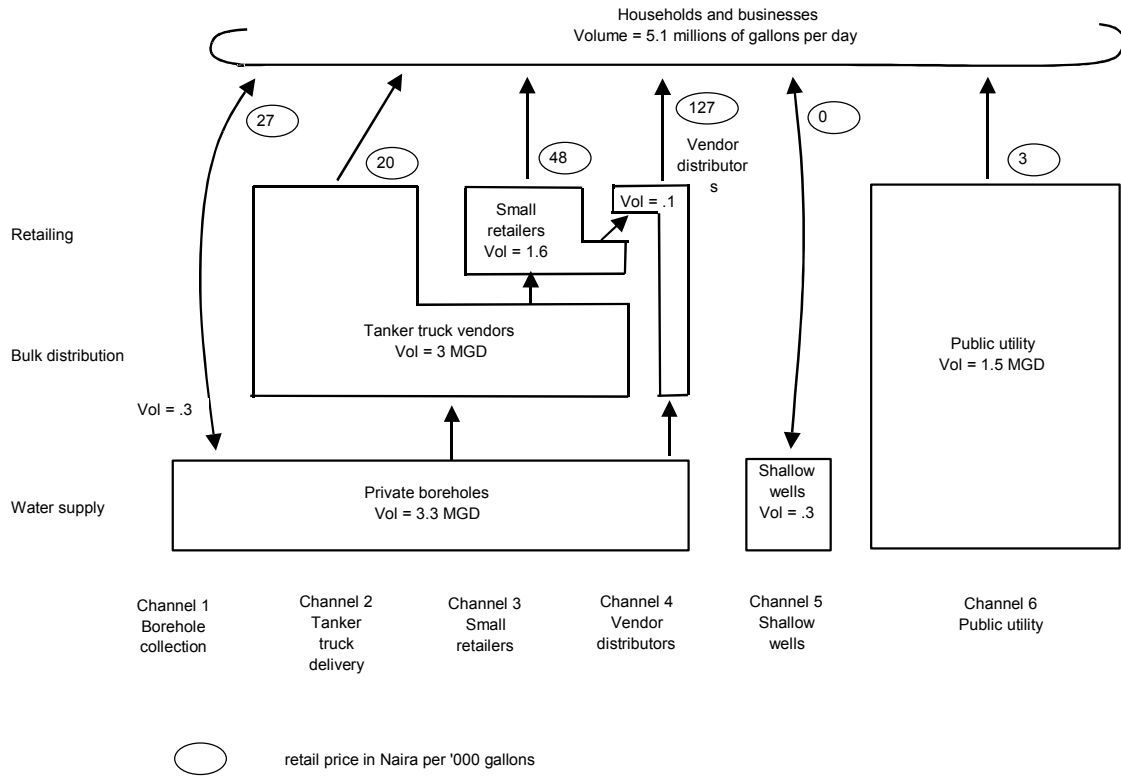 Households and businesses
Volume = 5.1 millions of gallons per day
27
20
48
127
0
3
Vendor
distributor
s
Retailing
Small
retailers
Vol = 1.6
Vol = .1
Bulk distribution
Tanker truck vendors
Vol = 3 MGD
Public utility
Vol = 1.5 MGD
Vol = .3
Water supply
Private boreholes
Vol = 3.3 MGD
Shallow
wells
Vol = .3
Channel 1
Borehole
collection
Channel 2
Tanker
truck
delivery
Channel 3
Small
retailers
Channel 4
Vendor
distributors
Channel 5
Shallow
wells
Channel 6
Public utility
retail price in Naira per '000 gallons